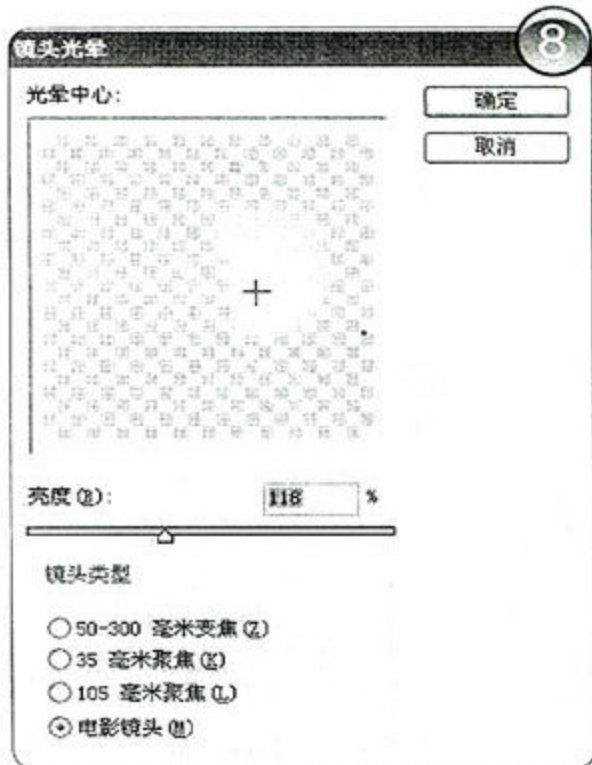 镜头光晕
8
光晕中心:
确定
取消
亮度(B): 118 %
镜头类型
50-300 毫米变焦(Z)
35 毫米聚焦(K)
105 毫米聚焦(L)
电影镜头(M)